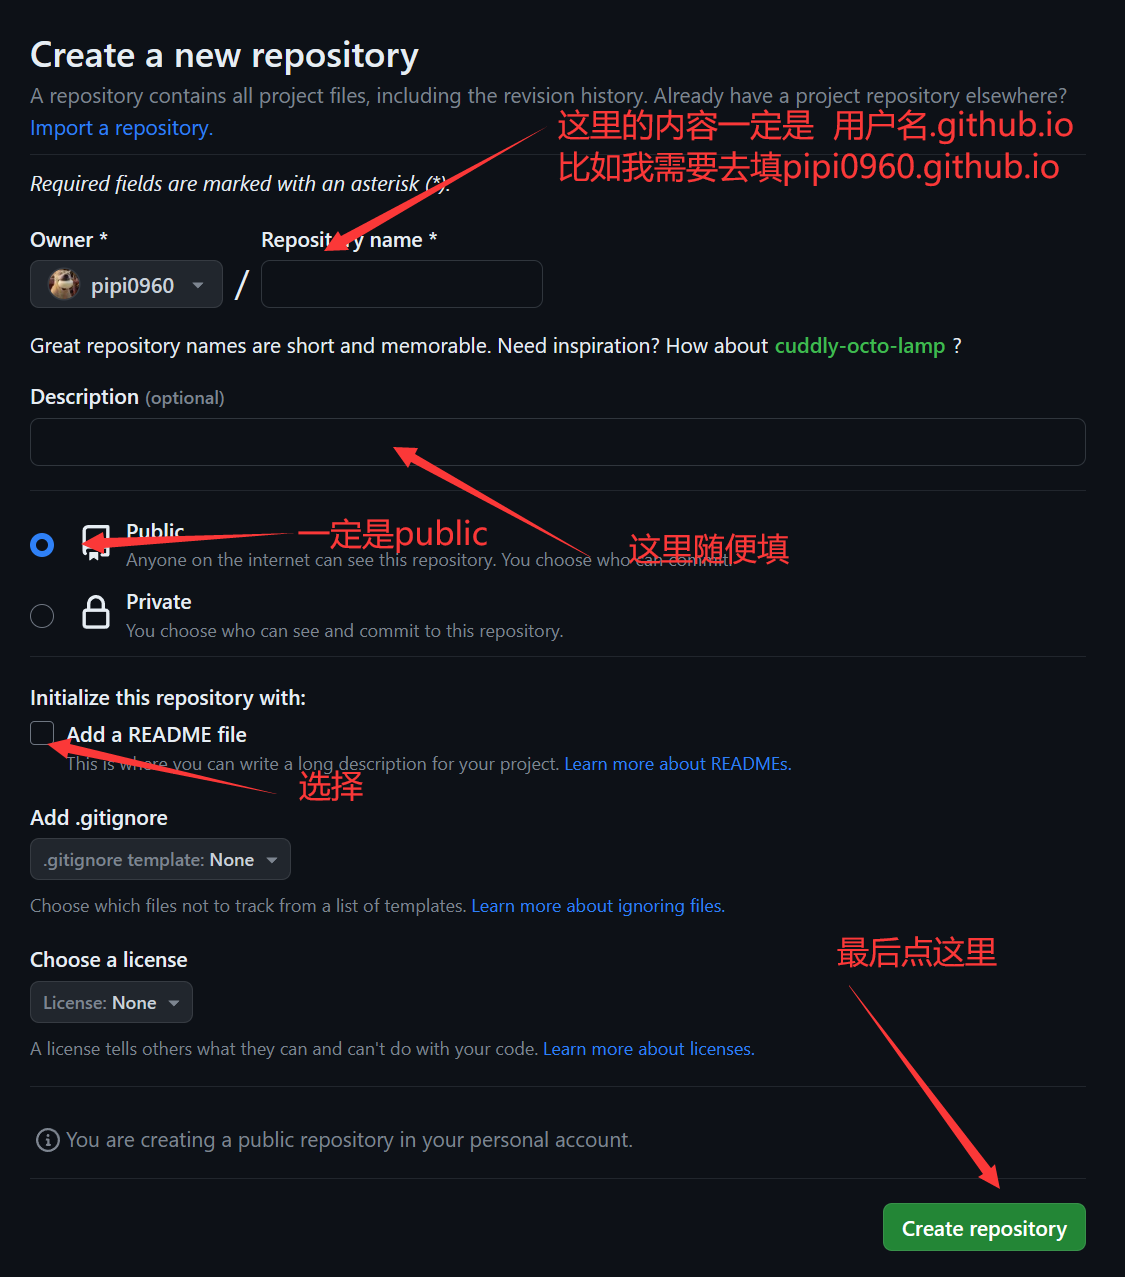 Create a new repository
A repository contains all project files, including the revision history. Already have a project repository elsewhere?
Import a repository.
这里的内容一定是 用户名.github.io
比如我需要去填pipi0960.github.io
Required fields are marked with an asterisk (*).
Owner *
Repository name *
pipi0960
/
Great repository names are short and memorable. Need inspiration? How about cuddly-octo-lamp ?
Description (optional)
Public
一定是public
这里随便填
Anyone on the internet can see this repository. You choose who can commit.
Private
You choose who can see and commit to this repository.
Initialize this repository with:
Add a README file
This is where you can write a long description for your project. Learn more about READMEs.
选择
Add .gitignore
.gitignore template: None
Choose which files not to track from a list of templates. Learn more about ignoring files.
最后点这里
Choose a license
License: None
A license tells others what they can and can't do with your code. Learn more about licenses.
You are creating a public repository in your personal account.
Create repository